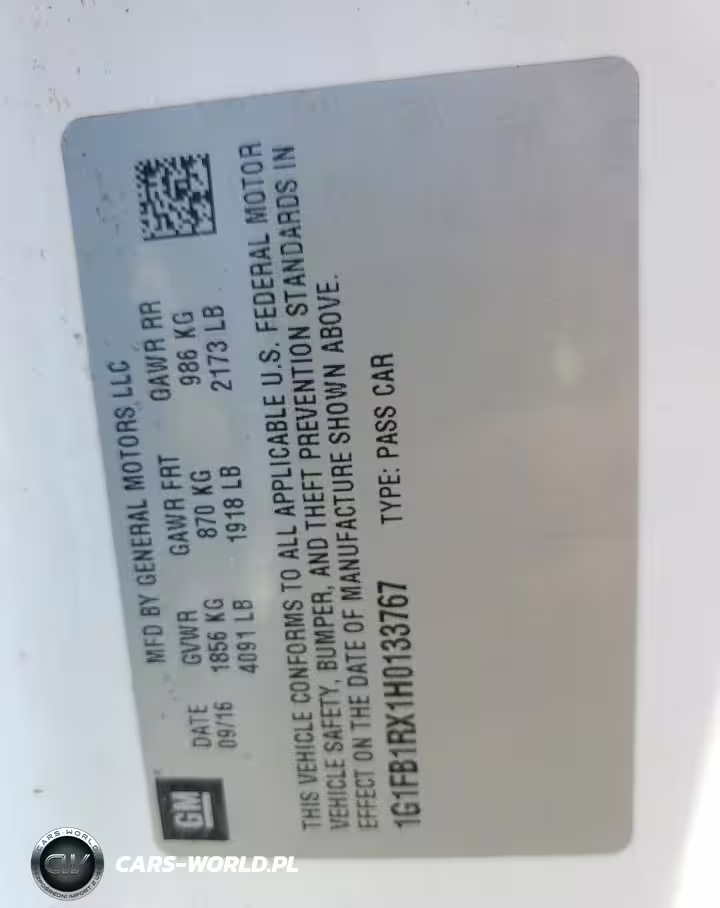 GM
MFD BY GENERAL MOTORS LLC
DATE GVWR GAWR FRT GAWR RR
09/16 1856 KG 870 KG 986 KG
4091 LB 1918 LB 2173 LB
THIS VEHICLE CONFORMS TO ALL APPLICABLE U.S. FEDERAL MOTOR
VEHICLE SAFETY, BUMPER, AND THEFT PREVENTION STANDARDS IN
EFFECT ON THE DATE OF MANUFACTURE SHOWN ABOVE.
1G1FB1RX1H0133767 TYPE: PASS CAR
CARS-WORLD
CW
CARS-WORLD.PL